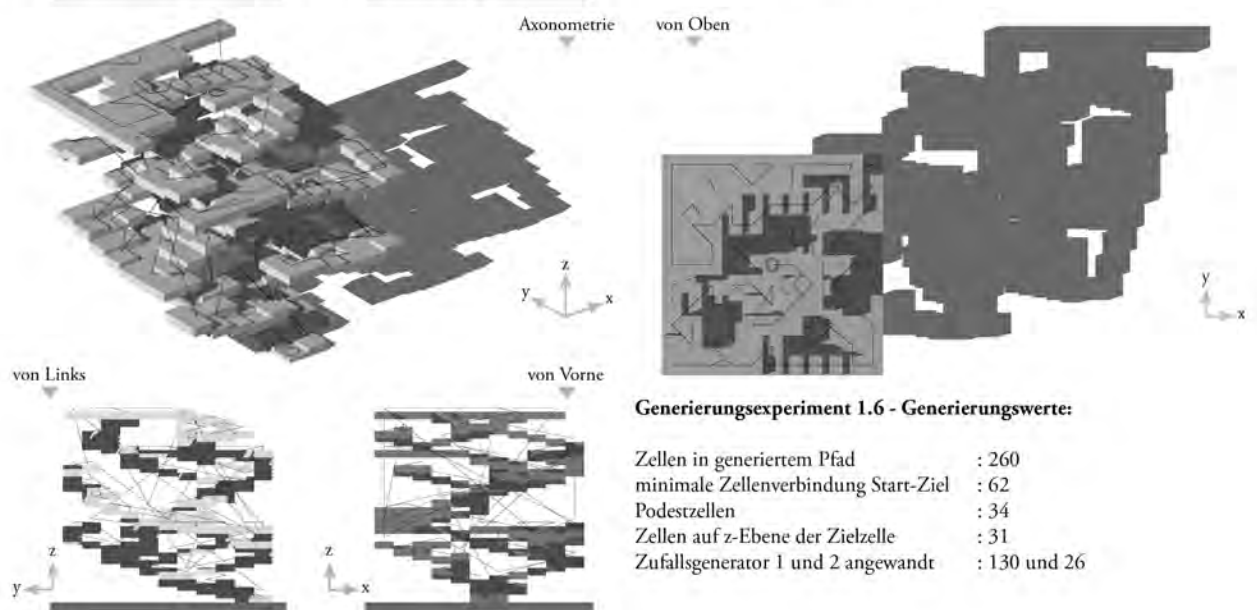 Axonometrie
von Oben
z
y
x
y
x
von Links
von Vorne
z
y
z
x
Generierungsexperiment 1.6 - Generierungswerte:
Zellen in generiertem Pfad : 260
minimale Zellenverbindung Start-Ziel : 62
Podestzellen : 34
Zellen auf z-Ebene der Zielzelle : 31
Zufallsgenerator 1 und 2 angewandt : 130 und 26